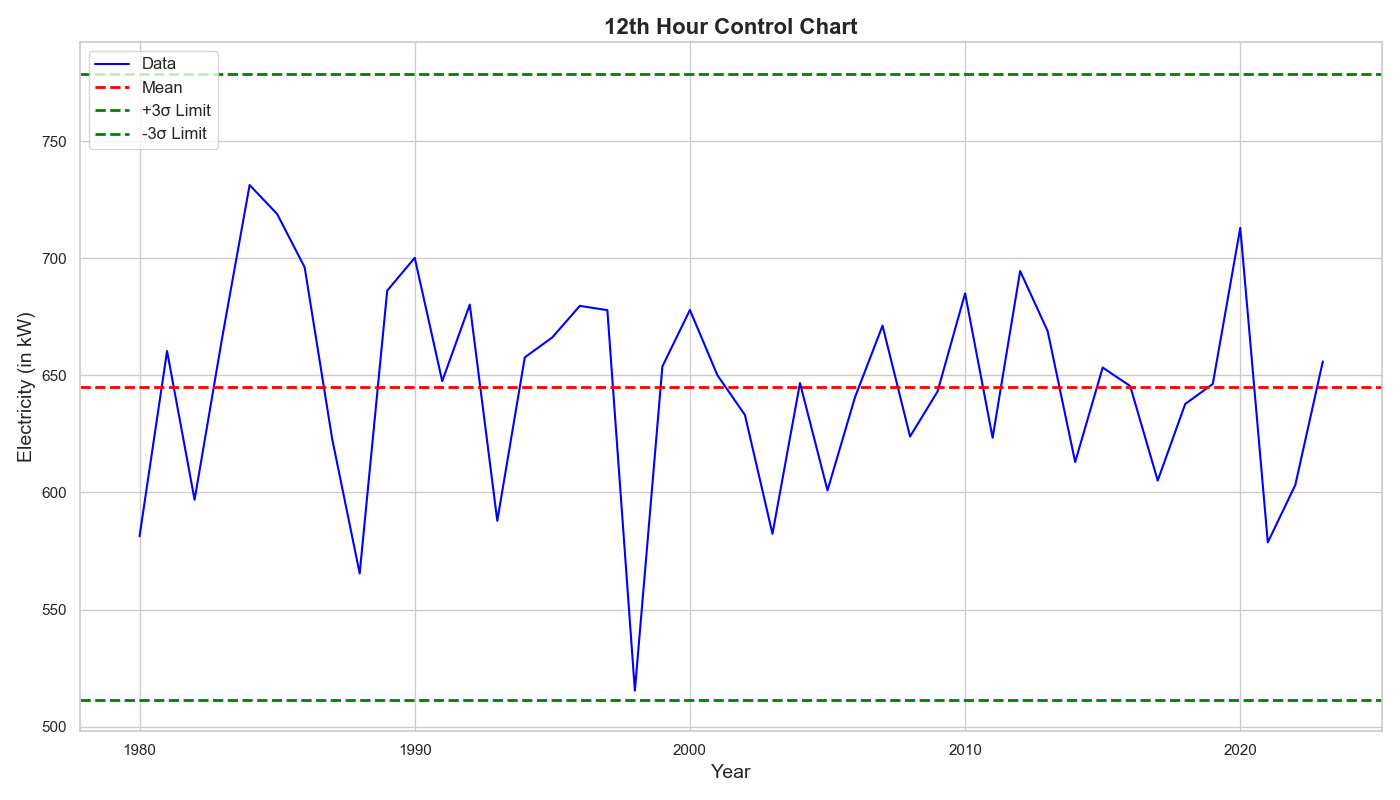 12th Hour Control Chart
Data
Mean
+3σ Limit
-3σ Limit
Electricity (in kW)
750
700
650
600
550
500
1980
1990
2000
2010
2020
Year